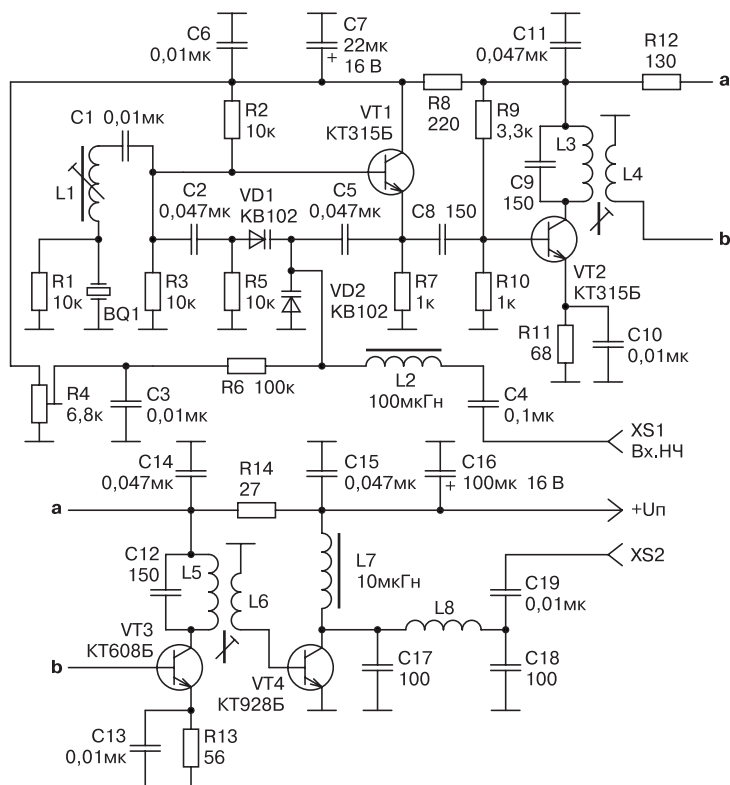 C6
0,01мк
C7
22мк
+
16 В
C11
0,047мк
R12
130
a
C1
0,01мк
R2
10к
VT1
КТ315Б
R8
220
R9
3,3к
L3
L4
L1
C9
150
C2
0,047мк
VD1
КВ102
C5
0,047мк
C8
150
b
R1
10к
BQ1
R3
10к
R5
10к
VD2
КВ102
R7
1к
R10
1к
VT2
КТ315Б
R11
68
C10
0,01мк
R4
6,8к
C3
0,01мк
R6 100к
L2
100мкГн
C4
0,1мк
XS1
Вх.НЧ
C14
0,047мк
R14
27
C15
0,047мк
C16
+
100мк 16 В
a
+Uп
C12
150
L5
L6
L7
10мкГн
XS2
C19
0,01мк
L8
VT3
КТ608Б
b
VT4
КТ928Б
C17
100
C18
100
C13
0,01мк
R13
56